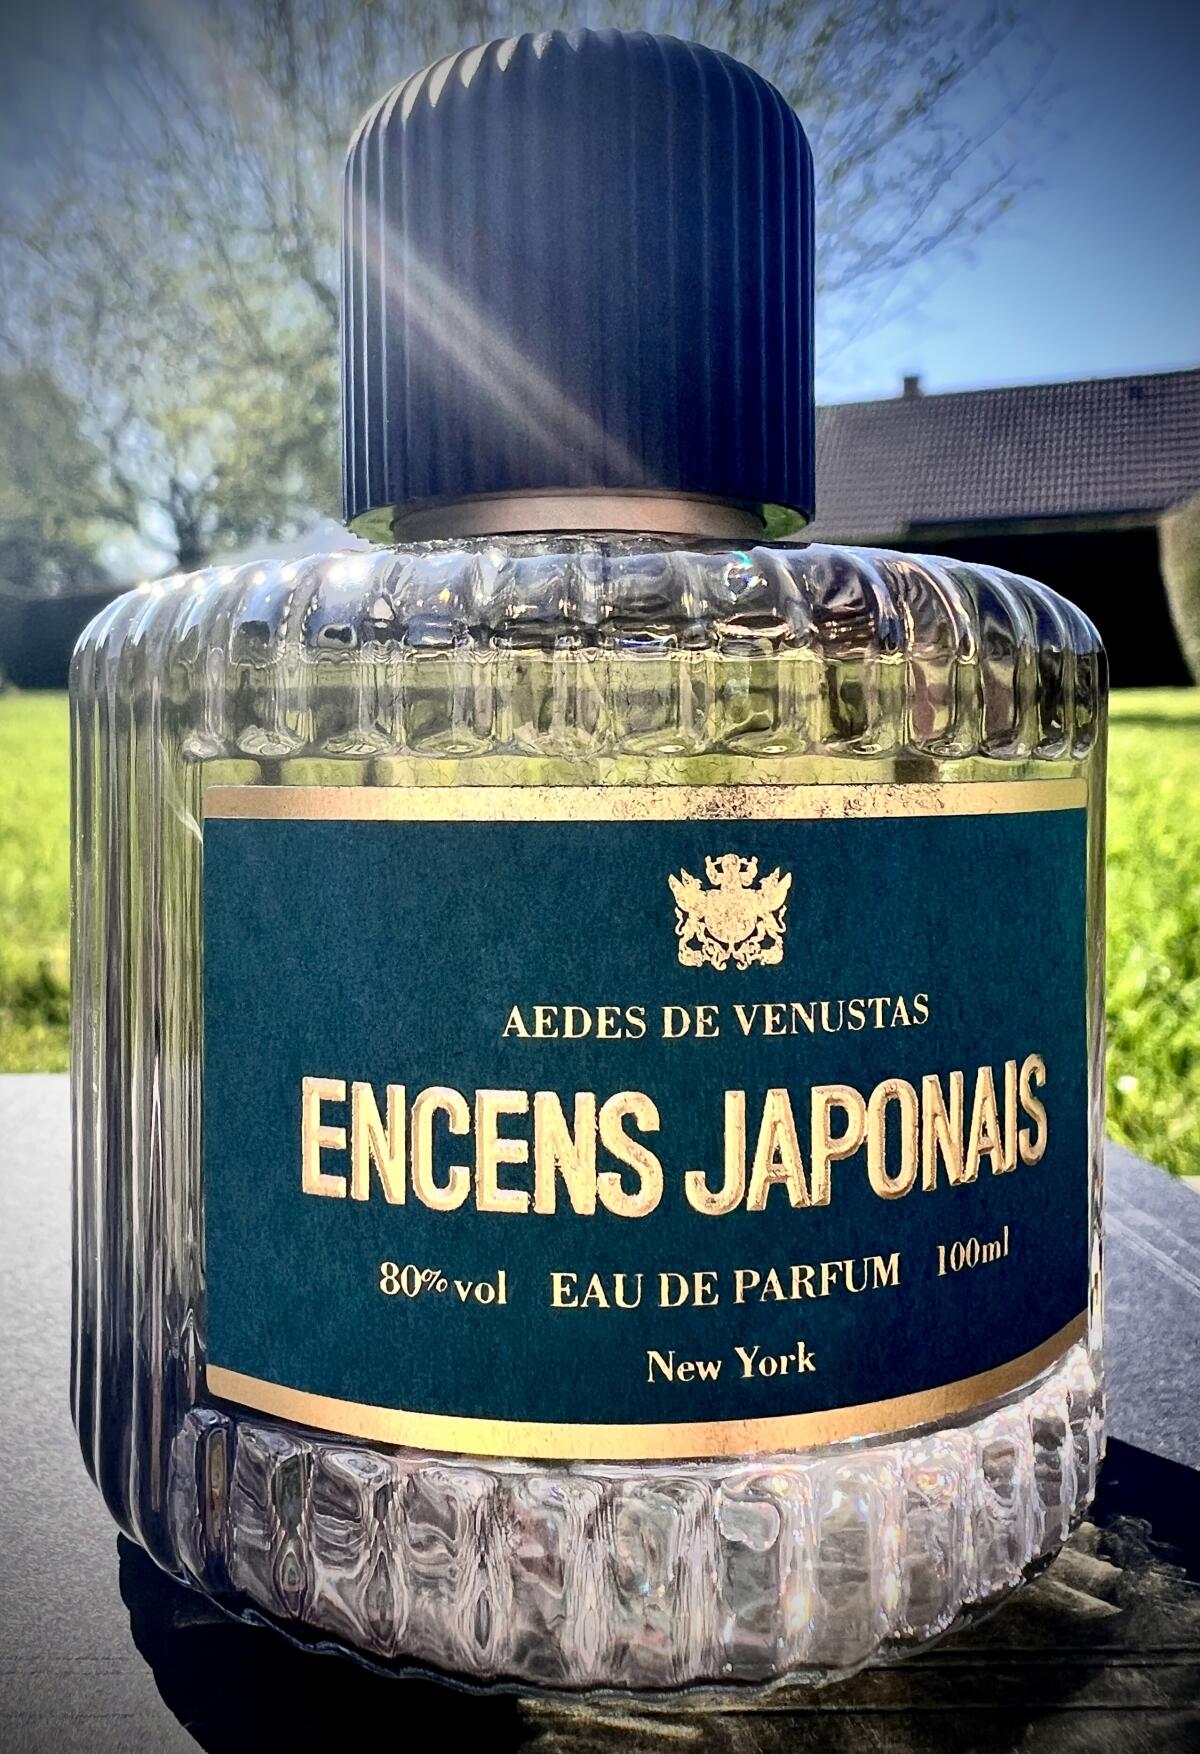 AEDES DE VENUSTAS
ENCENS JAPONAIS
80% vol EAU DE PARFUM 100ml
New York